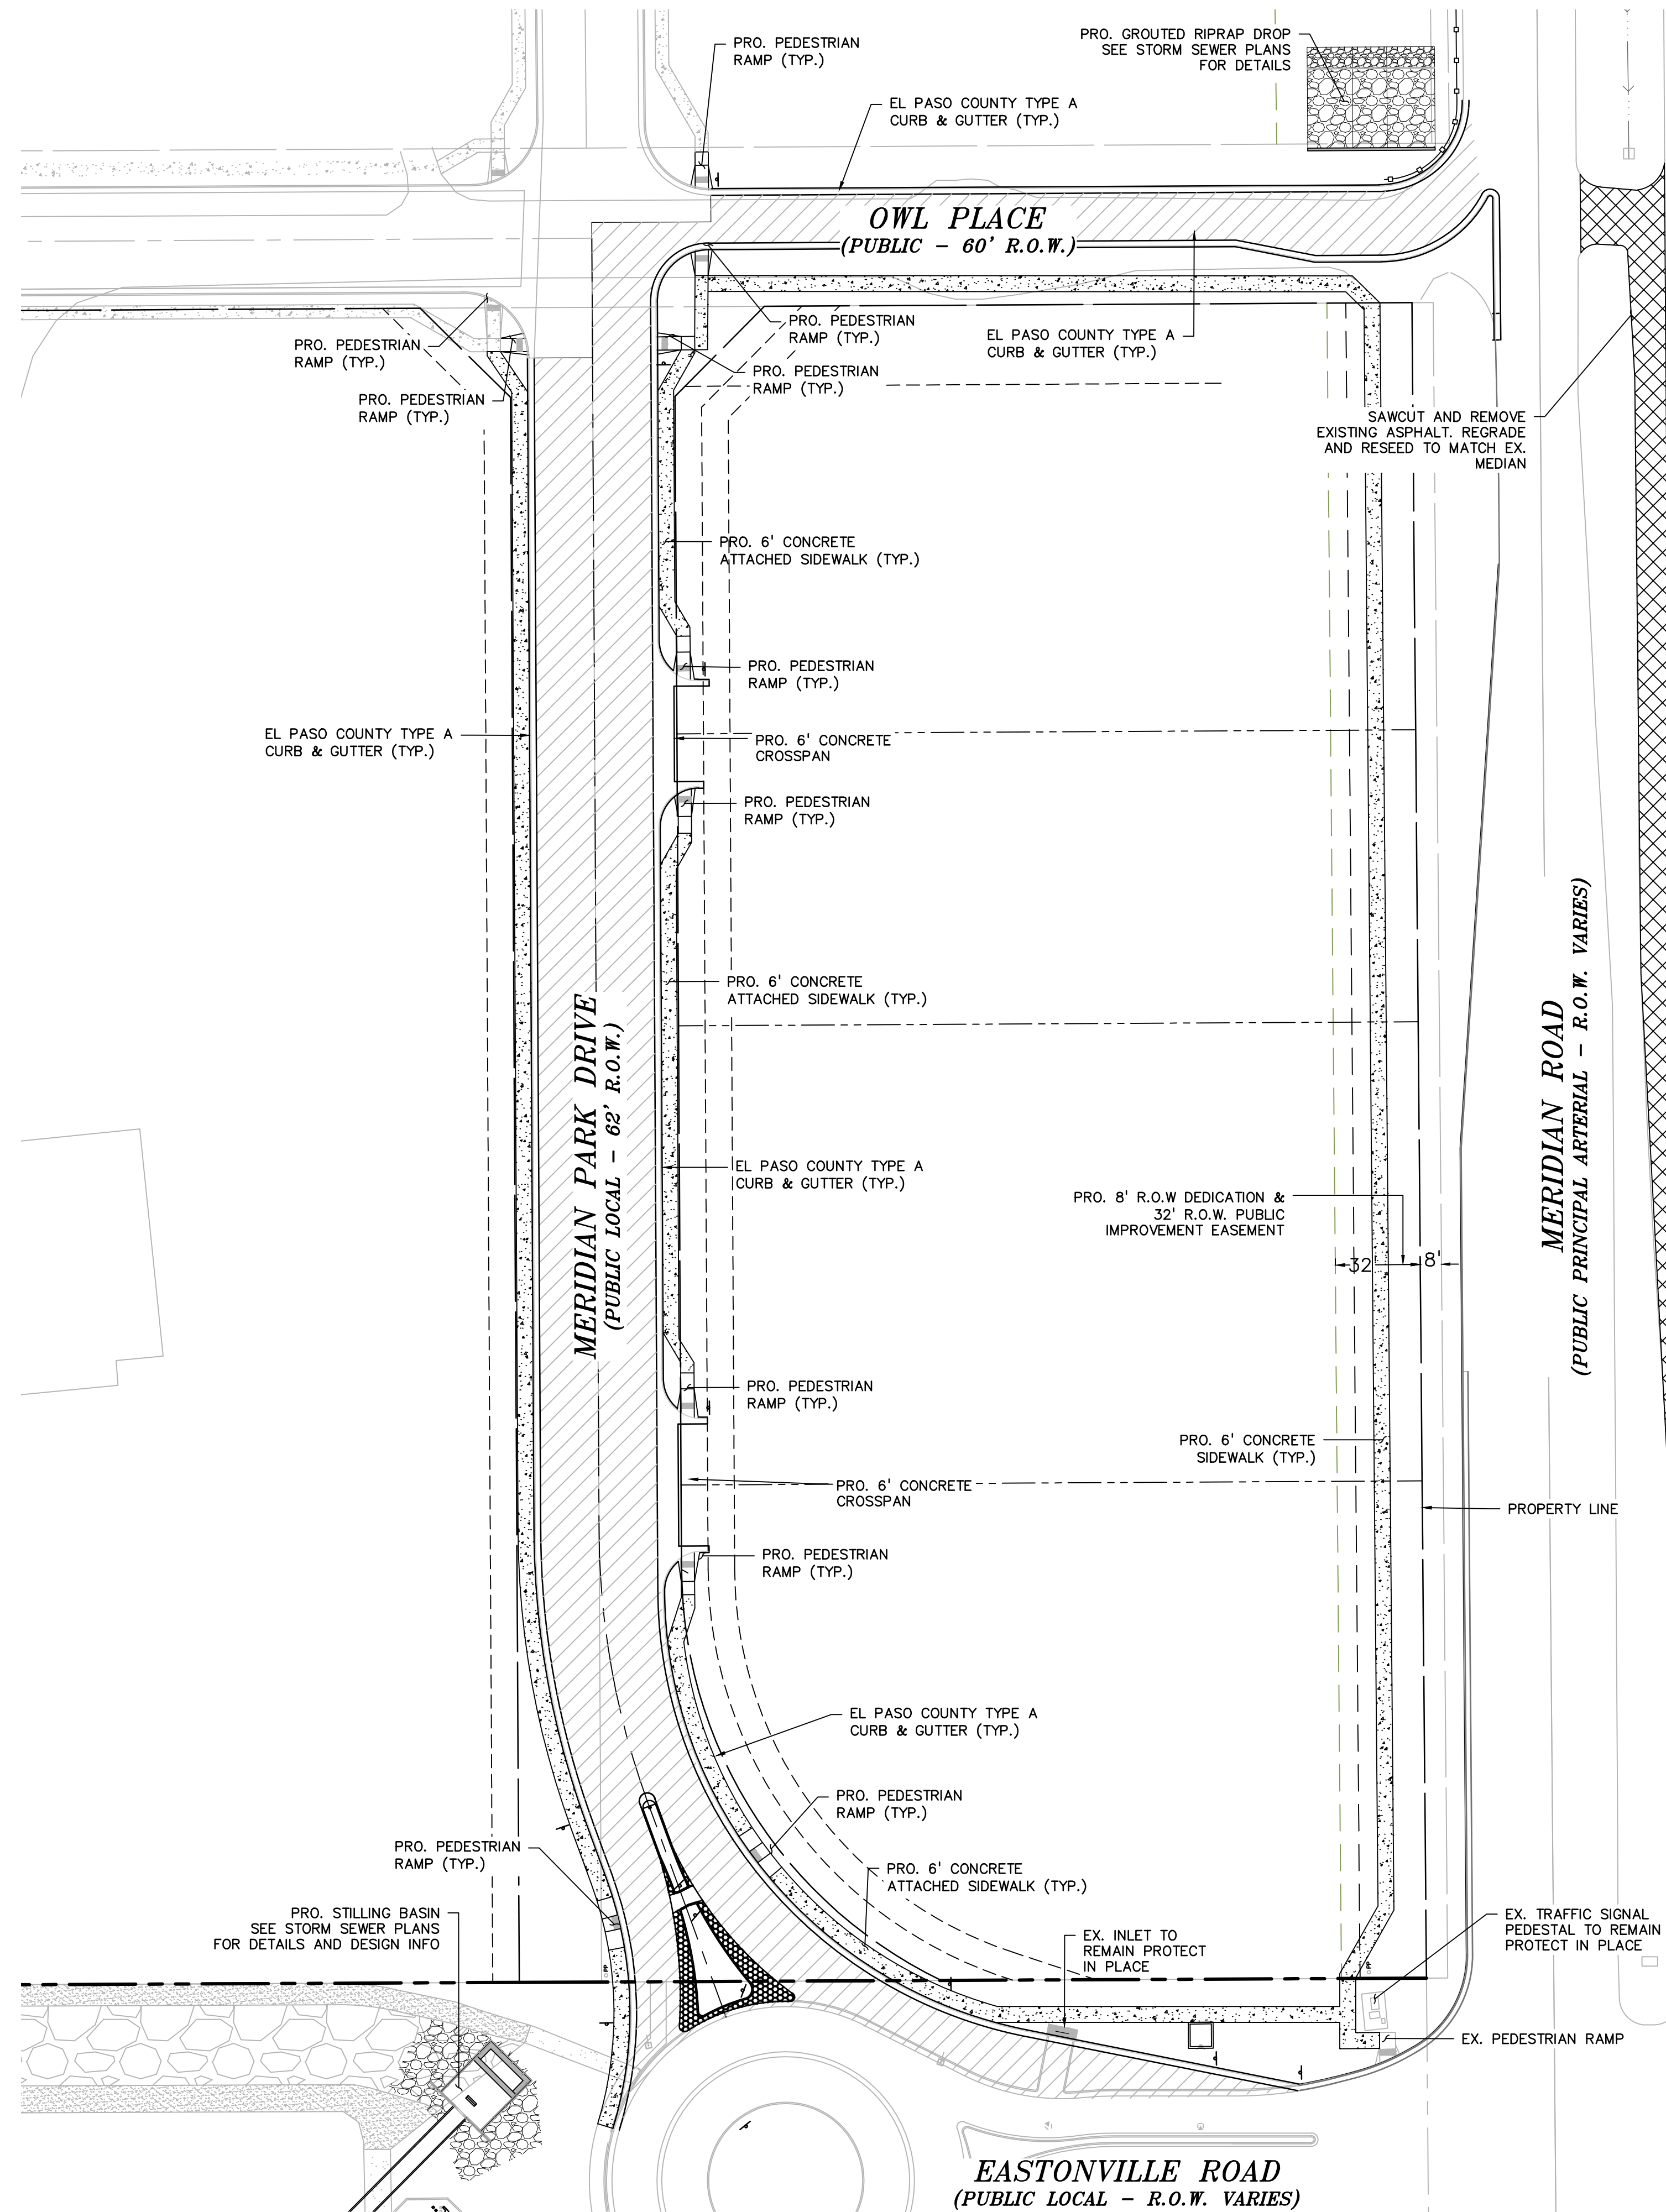 PRO. PEDESTRIAN
RAMP (TYP.)
PRO. GROUTED RIPRAP DROP
SEE STORM SEWER PLANS
FOR DETAILS
EL PASO COUNTY TYPE A
CURB & GUTTER (TYP.)
OWL PLACE
(PUBLIC - 60' R.O.W.)
PRO. PEDESTRIAN
RAMP (TYP.)
EL PASO COUNTY TYPE A
CURB & GUTTER (TYP.)
PRO. PEDESTRIAN
RAMP (TYP.)
PRO. PEDESTRIAN
RAMP (TYP.)
PRO. PEDESTRIAN
RAMP (TYP.)
SAWCUT AND REMOVE
EXISTING ASPHALT. REGRADE
AND RESEED TO MATCH EX.
MEDIAN
PRO. 6' CONCRETE
ATTACHED SIDEWALK (TYP.)
PRO. PEDESTRIAN
RAMP (TYP.)
EL PASO COUNTY TYPE A
CURB & GUTTER (TYP.)
PRO. 6' CONCRETE
CROSSPAN
PRO. PEDESTRIAN
RAMP (TYP.)
PRO. 6' CONCRETE
ATTACHED SIDEWALK (TYP.)
MERIDIAN PARK DRIVE
(PUBLIC LOCAL - 62' R.O.W.)
MERIDIAN ROAD
(PUBLIC PRINCIPAL ARTERIAL - R.O.W. VARIES)
EL PASO COUNTY TYPE A
CURB & GUTTER (TYP.)
PRO. 8' R.O.W DEDICATION &
32' R.O.W. PUBLIC
IMPROVEMENT EASEMENT
32
8'
PRO. PEDESTRIAN
RAMP (TYP.)
PRO. 6' CONCRETE
SIDEWALK (TYP.)
PRO. 6' CONCRETE
CROSSPAN
PROPERTY LINE
PRO. PEDESTRIAN
RAMP (TYP.)
EL PASO COUNTY TYPE A
CURB & GUTTER (TYP.)
PRO. PEDESTRIAN
RAMP (TYP.)
PRO. PEDESTRIAN
RAMP (TYP.)
PRO. 6' CONCRETE
ATTACHED SIDEWALK (TYP.)
PRO. STILLING BASIN
SEE STORM SEWER PLANS
FOR DETAILS AND DESIGN INFO
EX. INLET TO
REMAIN PROTECT
IN PLACE
EX. TRAFFIC SIGNAL
PEDESTAL TO REMAIN
PROTECT IN PLACE
EX. PEDESTRIAN RAMP
EASTONVILLE ROAD
(PUBLIC LOCAL - R.O.W. VARIES)